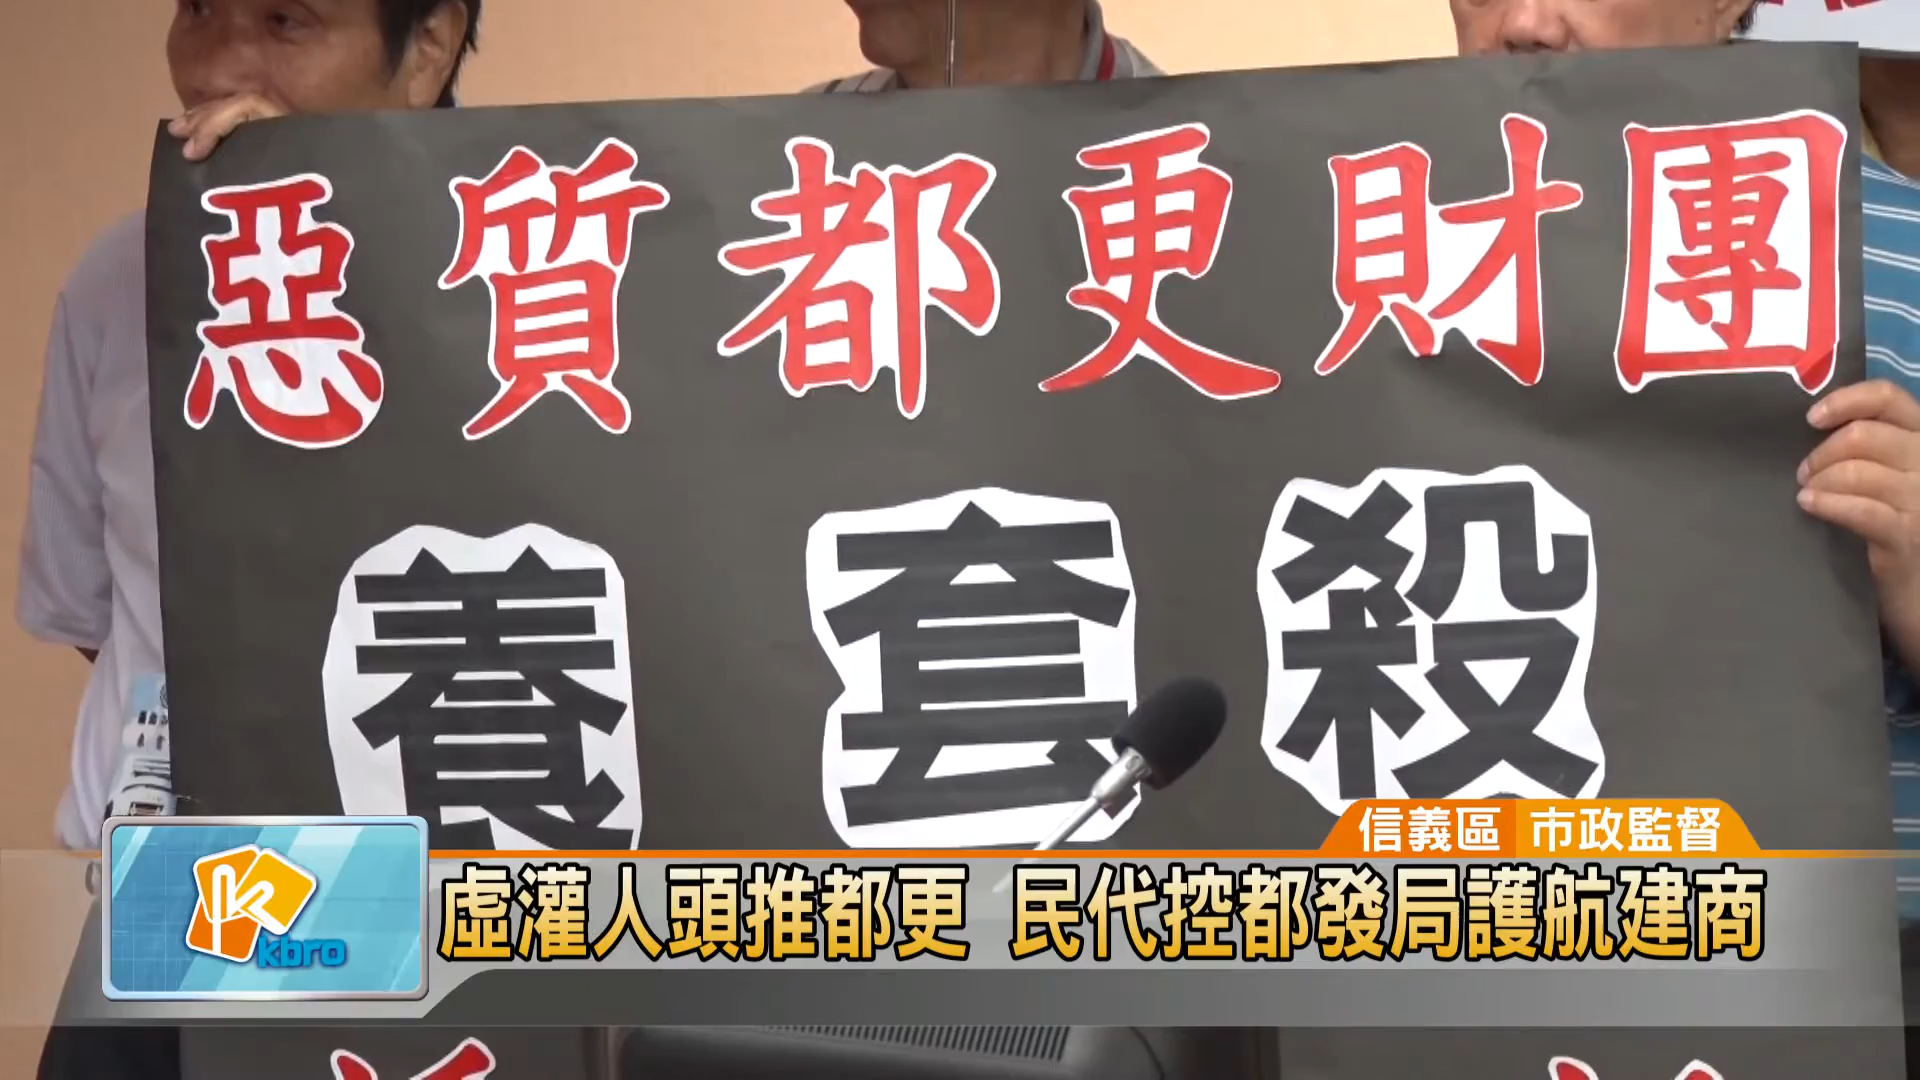 惡質都更財團
養套殺
信義區 市政監督
虛灌人頭推都更 民代控都發局護航建商
kbro